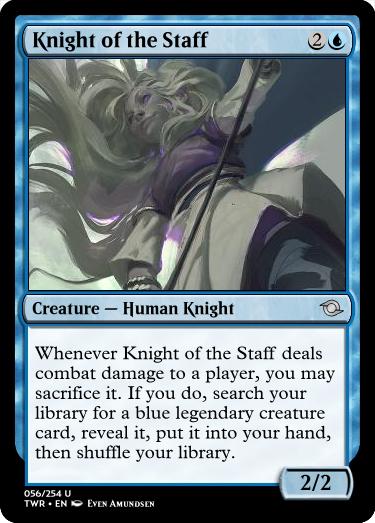 Knight of the Staff 2
Creature — Human Knight
Whenever Knight of the Staff deals
combat damage to a player, you may
sacrifice it. If you do, search your
library for a blue legendary creature
card, reveal it, put it into your hand,
then shuffle your library.
2/2
056/254 U
TWR • EN Even Amundsen